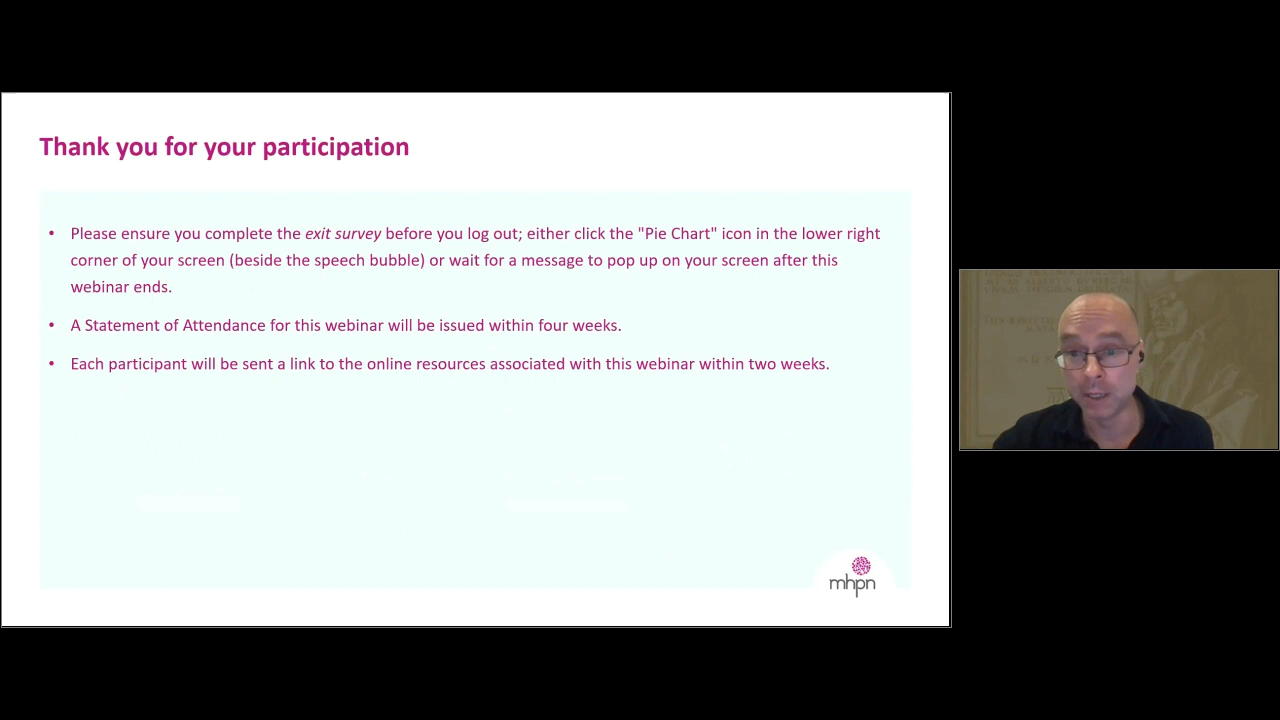 Thank you for your participation
• Please ensure you complete the exit survey before you log out; either click the "Pie Chart" icon in the lower right
corner of your screen (beside the speech bubble) or wait for a message to pop up on your screen after this
webinar ends.
• A Statement of Attendance for this webinar will be issued within four weeks.
• Each participant will be sent a link to the online resources associated with this webinar within two weeks.
mhpn